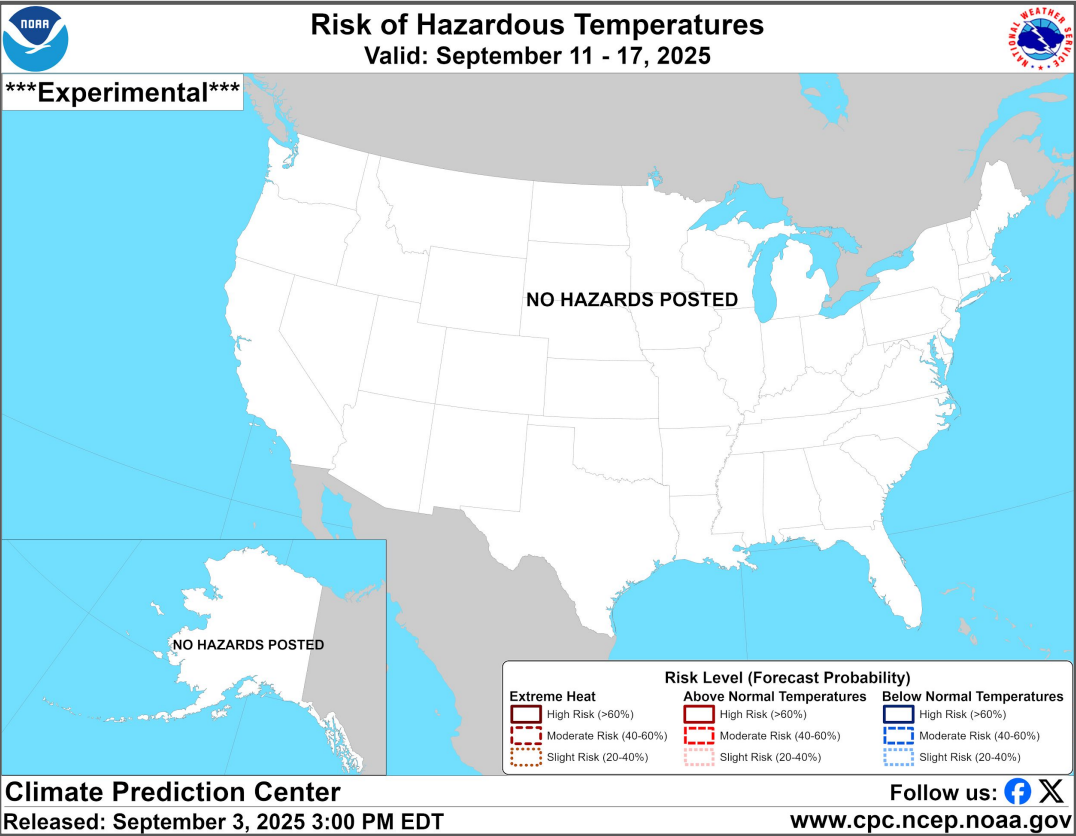 NOAA
Risk of Hazardous Temperatures
Valid: September 11 - 17, 2025
NATIONAL WEATHER SERVICE
***Experimental***
NO HAZARDS POSTED
NO HAZARDS POSTED
Risk Level (Forecast Probability)
Extreme Heat
High Risk (>60%)
Moderate Risk (40-60%)
Slight Risk (20-40%)
Above Normal Temperatures
High Risk (>60%)
Moderate Risk (40-60%)
Slight Risk (20-40%)
Below Normal Temperatures
High Risk (>60%)
Moderate Risk (40-60%)
Slight Risk (20-40%)
Climate Prediction Center
Follow us:
Released: September 3, 2025 3:00 PM EDT
www.cpc.ncep.noaa.gov